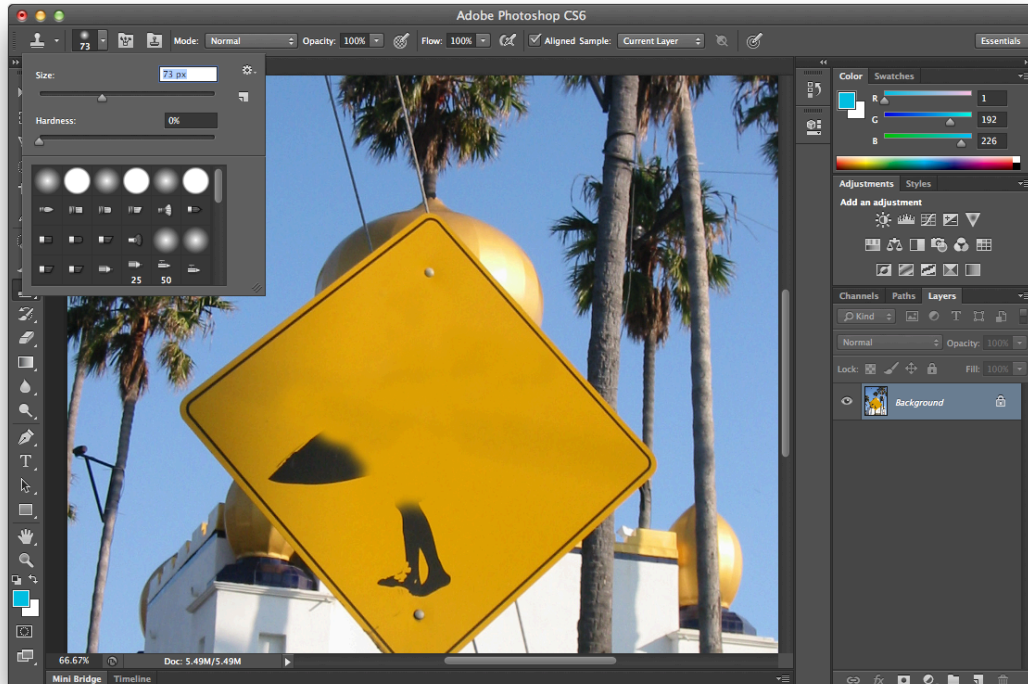 Adobe Photoshop CS6
73 Mode: Normal Opacity: 100% Flow: 100% Aligned Sample: Current Layer Essentials
Size: 73 px
Hardness: 0%
25 50
Color Swatches
R 1
G 192
B 226
Adjustments Styles
Add an adjustment
Channels Paths Layers
Kind
Normal Opacity: 100%
Lock: Fill: 100%
Background
66.67% Doc: 5.49M/5.49M
Mini Bridge Timeline